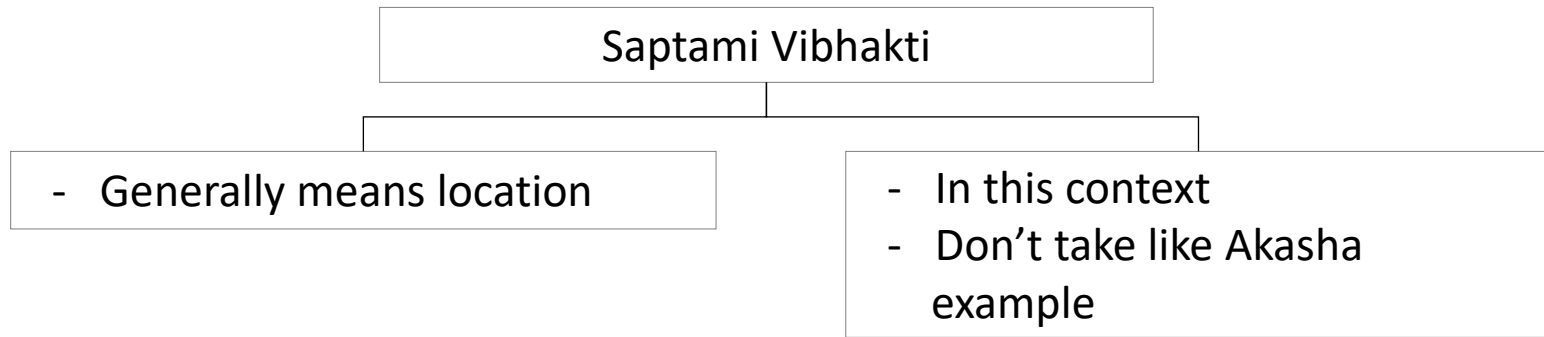 Saptami Vibhakti
- Generally means location
- In this context
- Don’t take like Akasha
example